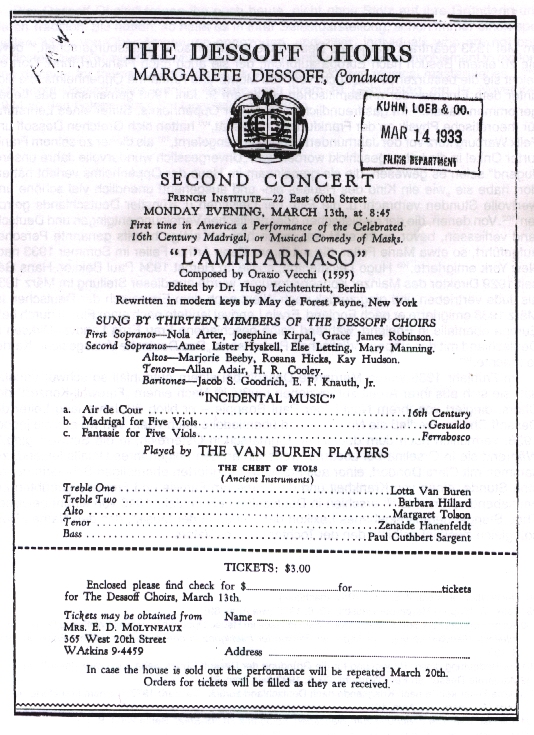 F.K.W.
THE DESSOFF CHOIRS
MARGARETE DESSOFF, Conductor
KUHN, LOEB & CO.
MAR 14 1933
FILING DEPARTMENT
SECOND CONCERT
FRENCH INSTITUTE—22 East 60th Street
MONDAY EVENING, MARCH 13th, at 8:45
First time in America a Performance of the Celebrated
16th Century Madrigal, or Musical Comedy of Masks.
"L'AMFIPARNASO"
Composed by Orazio Vecchi (1595)
Edited by Dr. Hugo Leichtentritt, Berlin
Rewritten in modern keys by May de Forest Payne, New York
SUNG BY THIRTEEN MEMBERS OF THE DESSOFF CHOIRS
First Sopranos—Nola Arter, Josephine Kirpal, Grace James Robinson.
Second Sopranos—Amee Lister Hyskell, Else Letting, Mary Manning.
Altos—Marjorie Beeby, Rosana Hicks, Kay Hudson.
Tenors—Allan Adair, H. R. Cooley.
Baritones—Jacob S. Goodrich, E. F. Knauth, Jr.
"INCIDENTAL MUSIC"
a. Air de Cour ........ 16th Century
b. Madrigal for Five Viols ........ Gesualdo
c. Fantasie for Five Viols ........ Ferrabosco
Played by THE VAN BUREN PLAYERS
THE CHEST OF VIOLS
(Ancient Instruments)
Treble One ........ Lotta Van Buren
Treble Two ........ Barbara Hillard
Alto ........ Margaret Tolson
Tenor ........ Zenaide Hanenfeldt
Bass ........ Paul Cuthbert Sargent
TICKETS: $3.00
Enclosed please find check for $........for........tickets
for The Dessoff Choirs, March 13th.
Tickets may be obtained from Name ........
MRS. E. D. MOLYNEAUX
365 West 20th Street
WAtkins 9-4459 Address ........
In case the house is sold out the performance will be repeated March 20th.
Orders for tickets will be filled as they are received.